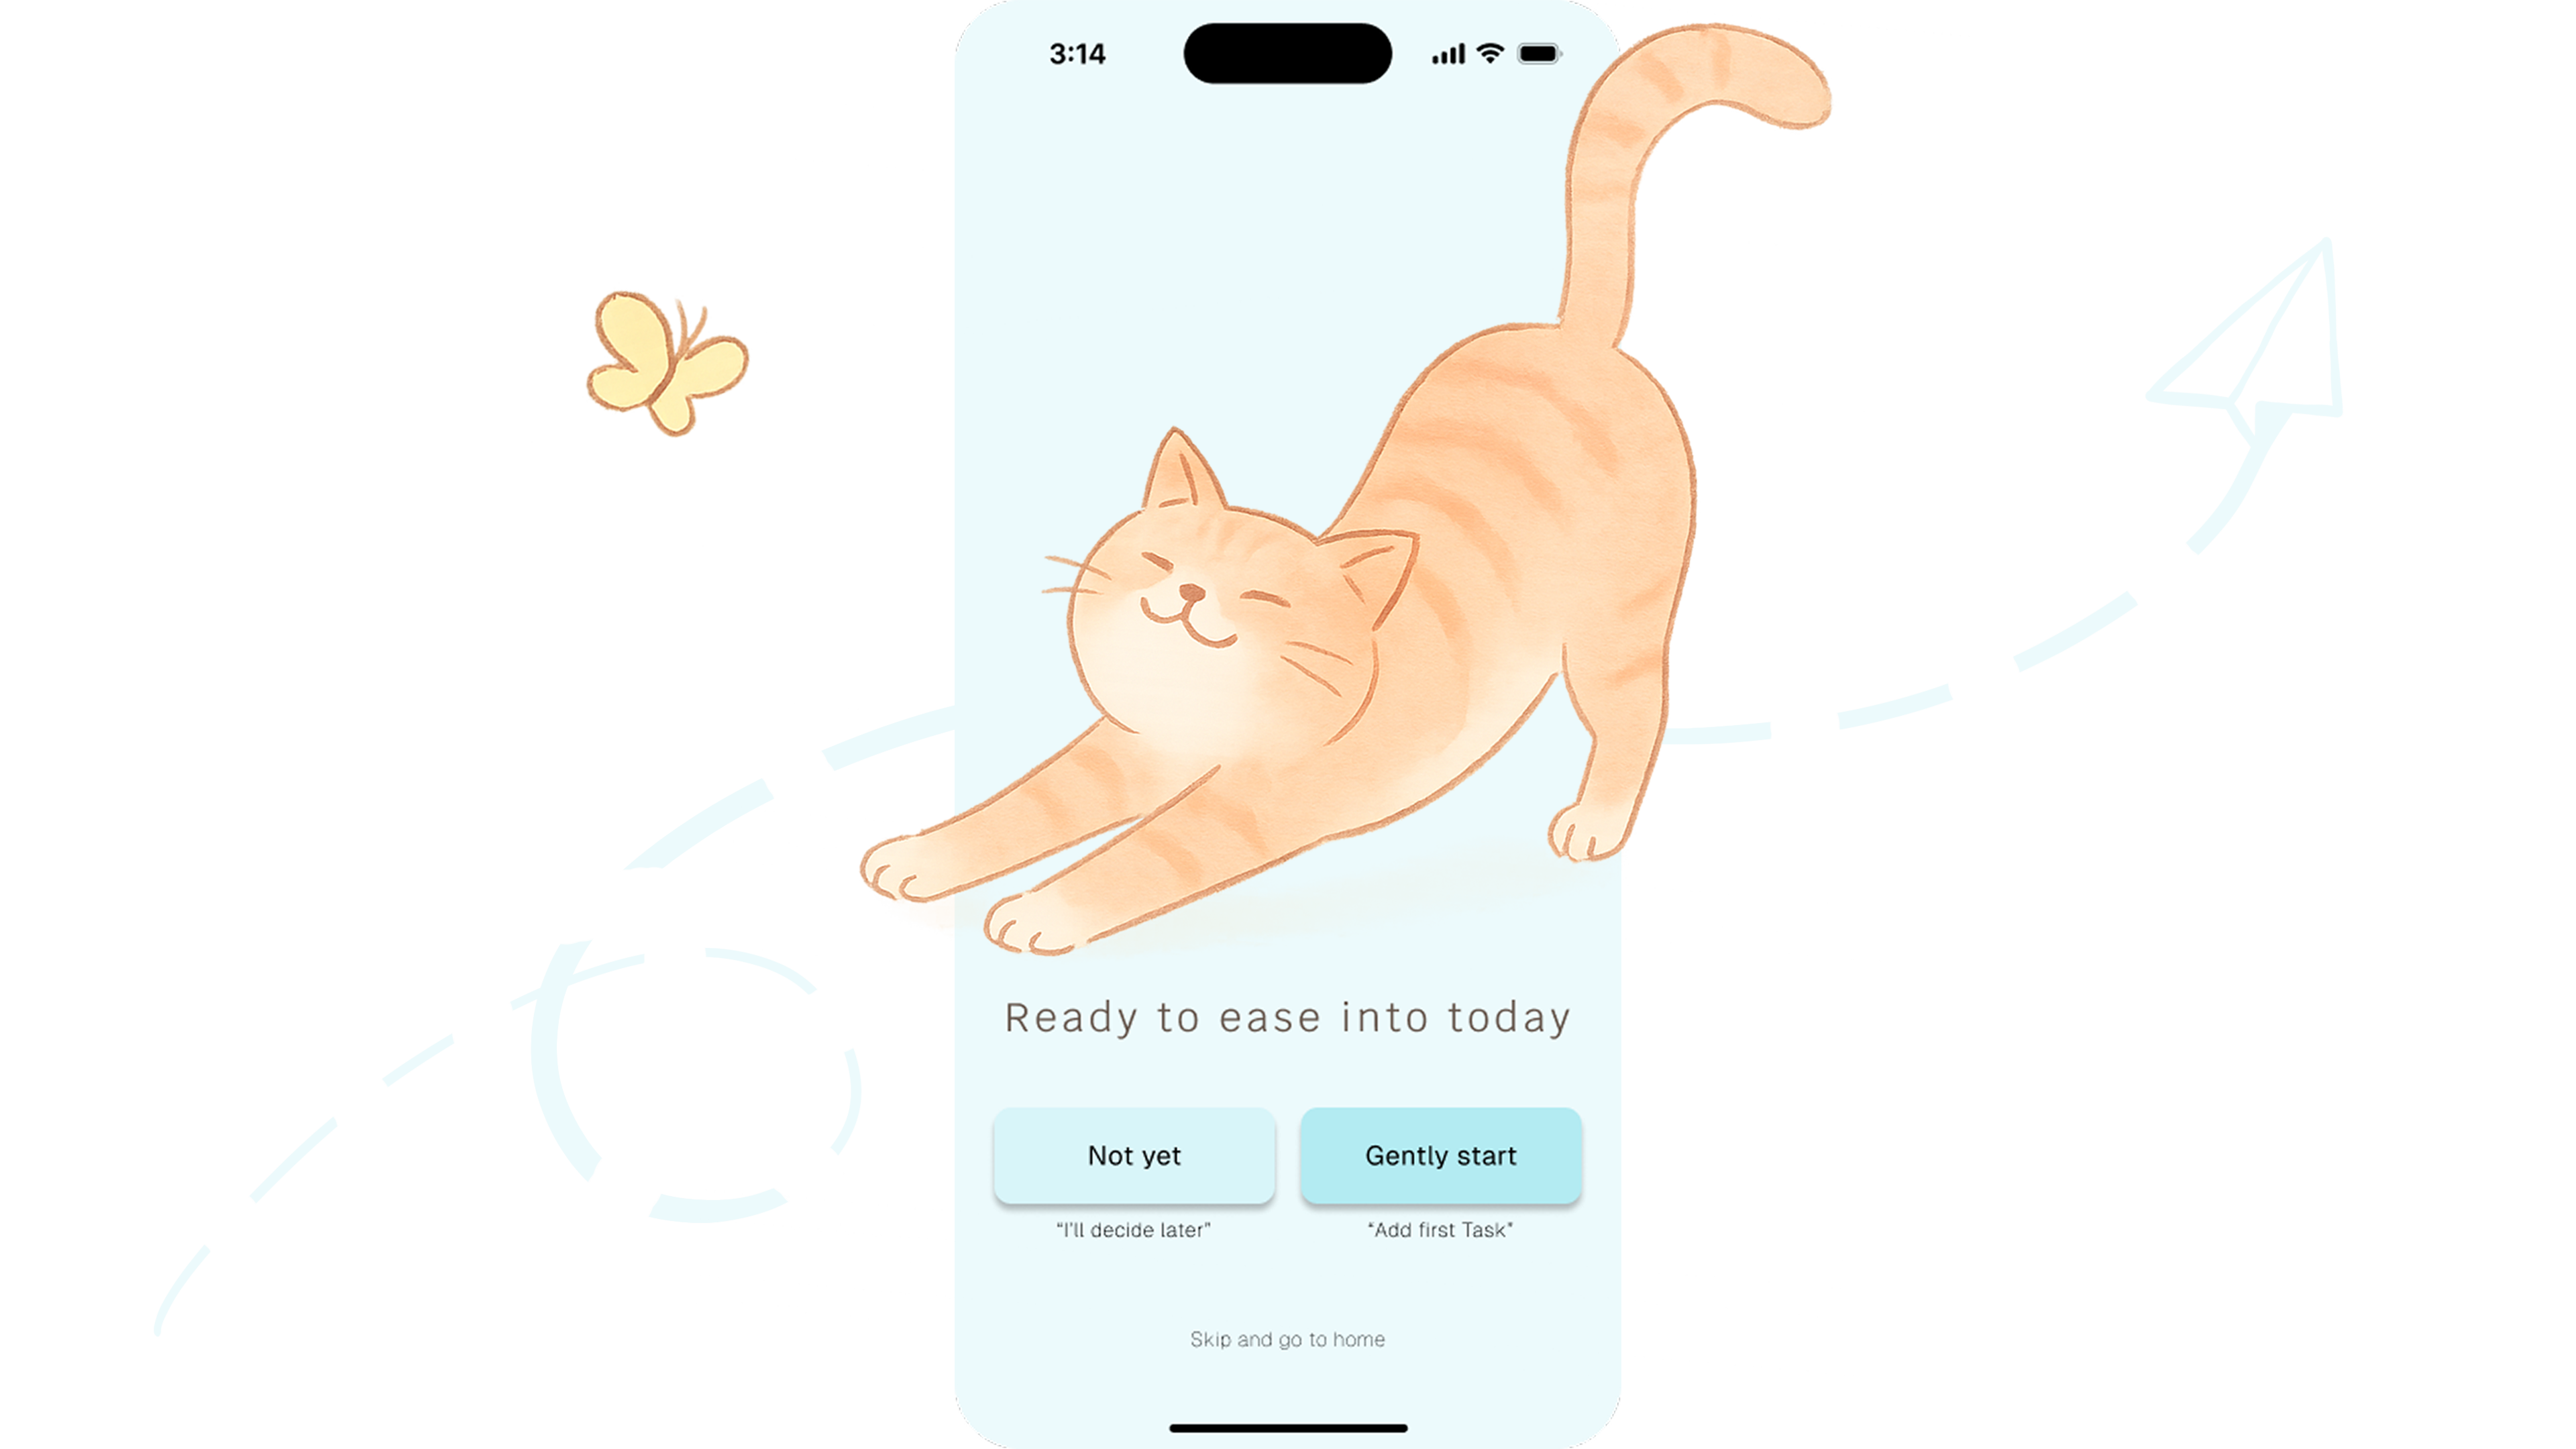 3:14
Ready to ease into today
Not yet
Gently start
“I’ll decide later”
“Add first Task”
Skip and go to home